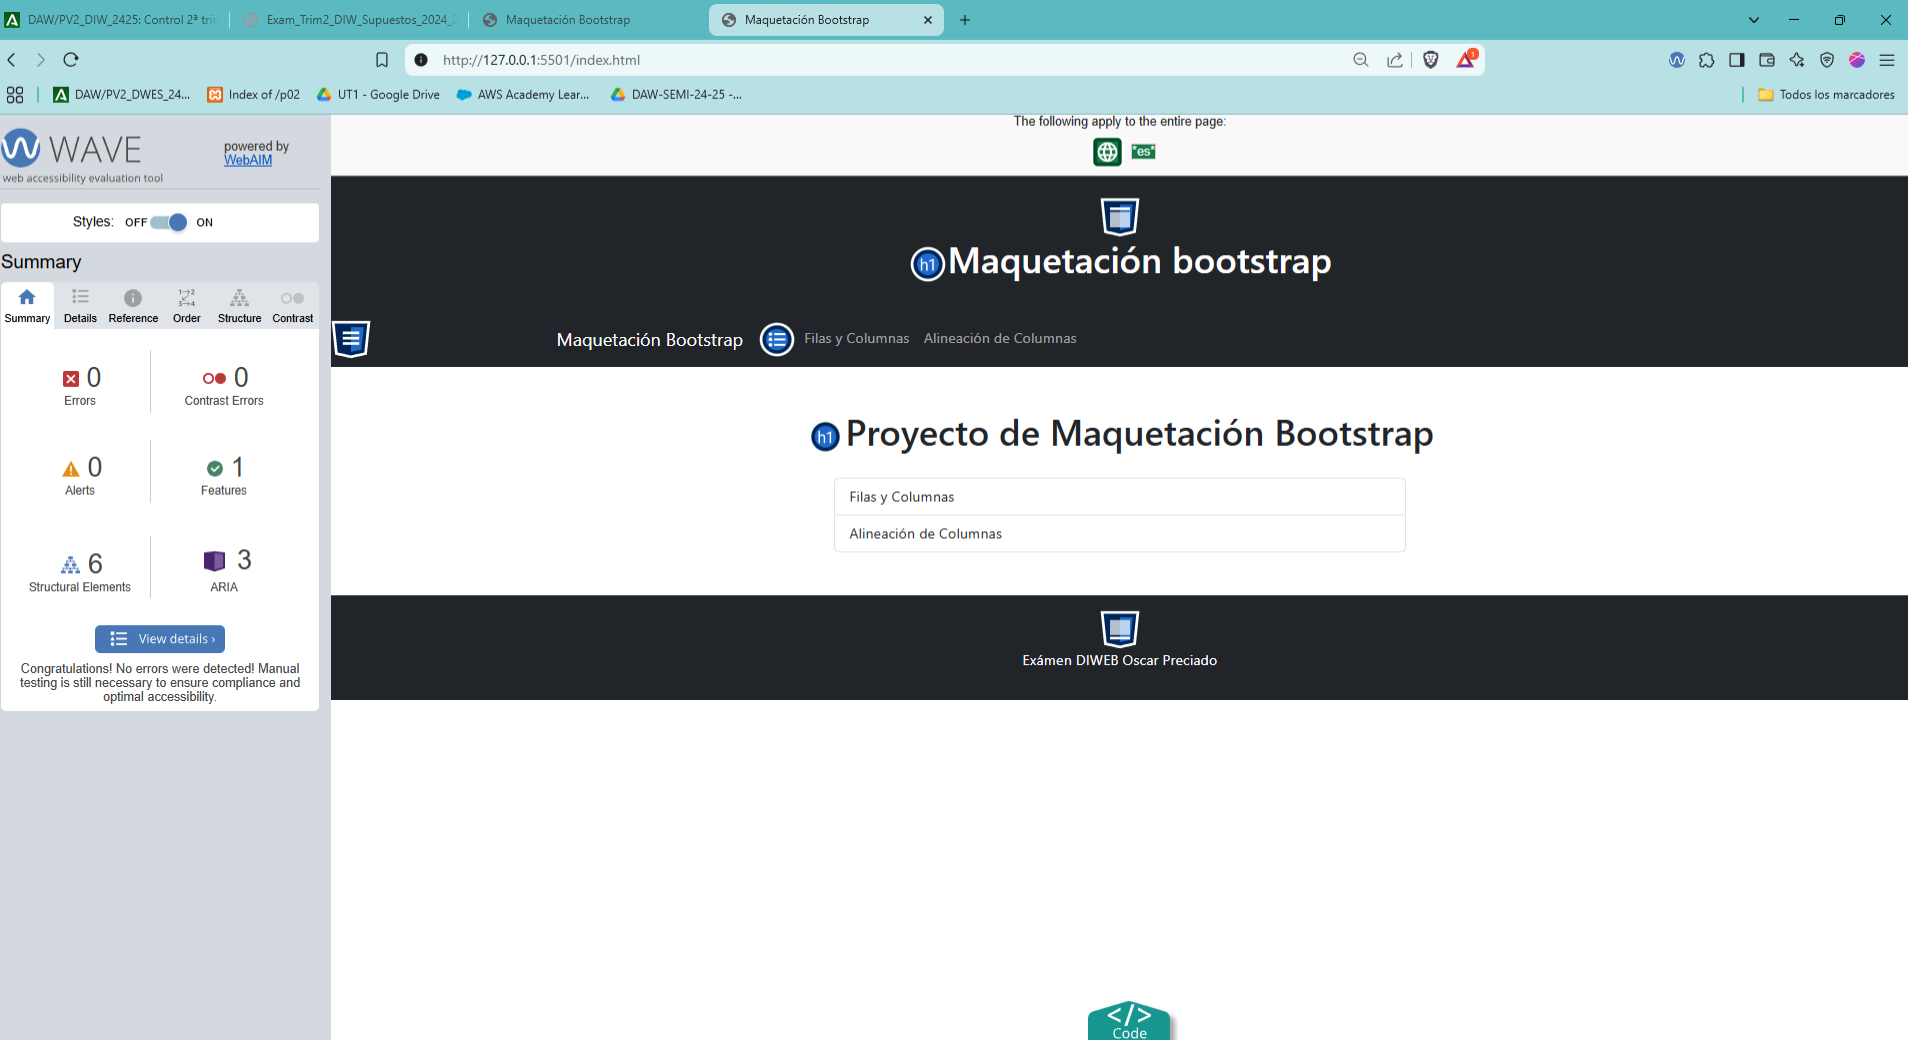 DAW/PV2_DIW_2425: Control 2ª trim
Exam_Trim2_DIW_Supuestos_2024_2
Maquetación Bootstrap
Maquetación Bootstrap
http://127.0.0.1:5501/index.html
1
DAW/PV2_DWES_24...
Index of /p02
UT1 - Google Drive
AWS Academy Lear...
DAW-SEMI-24-25 -...
Todos los marcadores
WAVE
powered by
WebAIM
web accessibility evaluation tool
Styles: OFF ON
Summary
Summary Details Reference Order Structure Contrast
0
Errors
0
Contrast Errors
0
Alerts
1
Features
6
Structural Elements
3
ARIA
View details ›
Congratulations! No errors were detected! Manual
testing is still necessary to ensure compliance and
optimal accessibility.
The following apply to the entire page:
*es*
h1 Maquetación bootstrap
Maquetación Bootstrap Filas y Columnas Alineación de Columnas
h1 Proyecto de Maquetación Bootstrap
Filas y Columnas
Alineación de Columnas
Exámen DIWEB Oscar Preciado
</>
Code